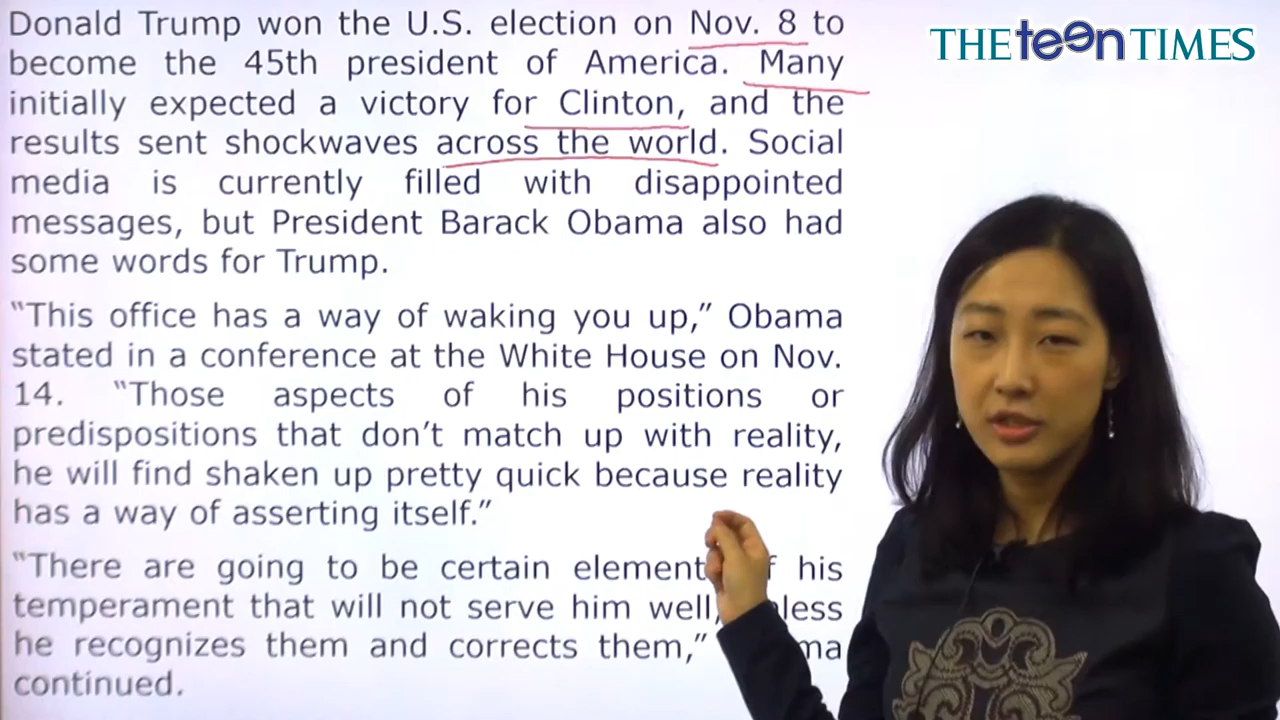 Donald Trump won the U.S. election on Nov. 8 to
become the 45th president of America. Many
initially expected a victory for Clinton, and the
results sent shockwaves across the world. Social
media is currently filled with disappointed
messages, but President Barack Obama also had
some words for Trump.
“This office has a way of waking you up,” Obama
stated in a conference at the White House on Nov.
14. “Those aspects of his positions or
predispositions that don’t match up with reality,
he will find shaken up pretty quick because reality
has a way of asserting itself.”
“There are going to be certain element his
temperament that will not serve him well,
he recognizes them and corrects them,”
continued.
THE teen TIMES